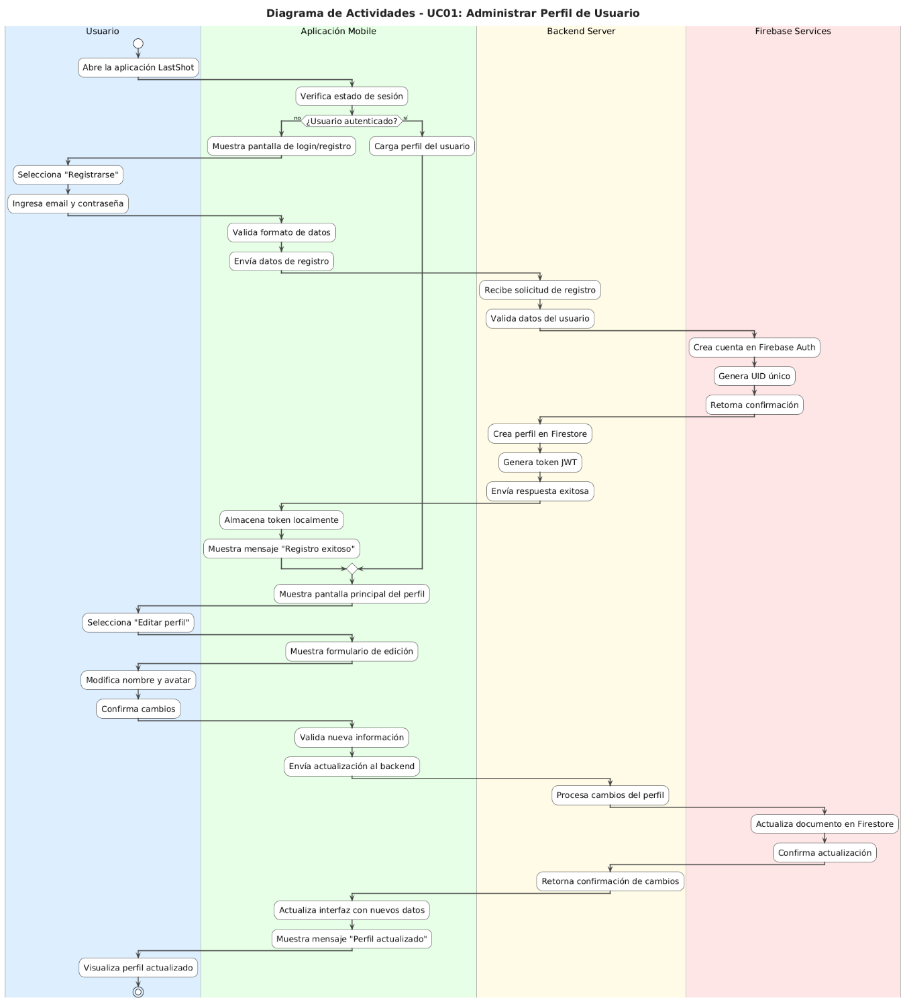 Diagrama de Actividades - UC01: Administrar Perfil de Usuario
Usuario
Aplicación Mobile
Backend Server
Firebase Services
Abre la aplicación LastShot
Verifica estado de sesión
no
¿Usuario autenticado?
sí
Muestra pantalla de login/registro
Carga perfil del usuario
Selecciona "Registrarse"
Ingresa email y contraseña
Valida formato de datos
Envía datos de registro
Recibe solicitud de registro
Valida datos del usuario
Crea cuenta en Firebase Auth
Genera UID único
Retorna confirmación
Crea perfil en Firestore
Genera token JWT
Envía respuesta exitosa
Almacena token localmente
Muestra mensaje "Registro exitoso"
Muestra pantalla principal del perfil
Selecciona "Editar perfil"
Muestra formulario de edición
Modifica nombre y avatar
Confirma cambios
Valida nueva información
Envía actualización al backend
Procesa cambios del perfil
Actualiza documento en Firestore
Confirma actualización
Retorna confirmación de cambios
Actualiza interfaz con nuevos datos
Muestra mensaje "Perfil actualizado"
Visualiza perfil actualizado